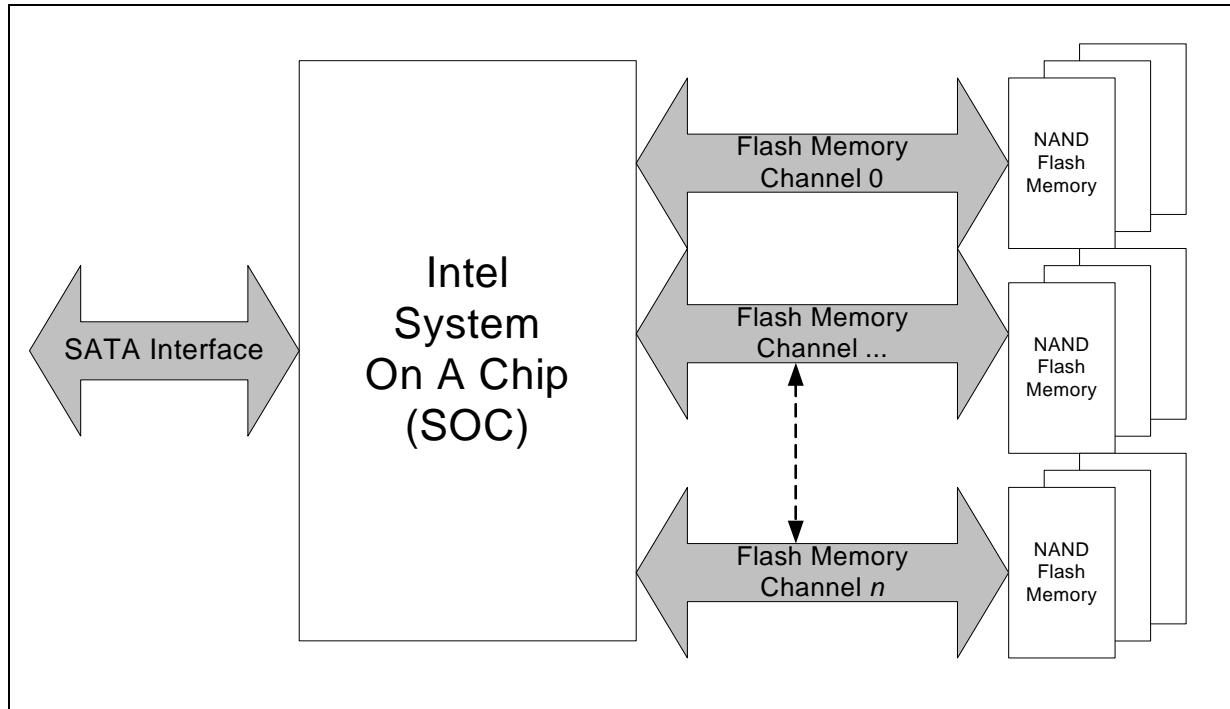 SATA Interface
Intel
System
On A Chip
(SOC)
Flash Memory
Channel 0
NAND
Flash
Memory
Flash Memory
Channel ...
NAND
Flash
Memory
Flash Memory
Channel n
NAND
Flash
Memory